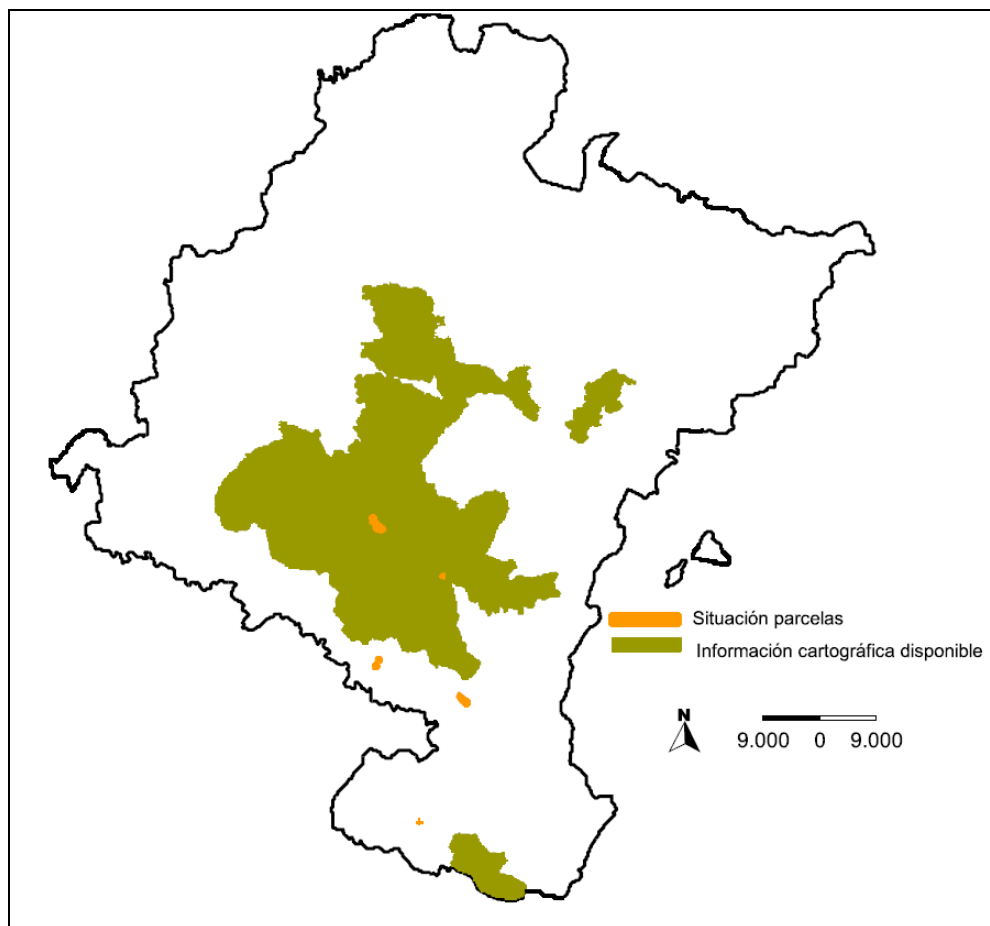 Situación parcelas
Información cartográfica disponible
N
9.000 0 9.000